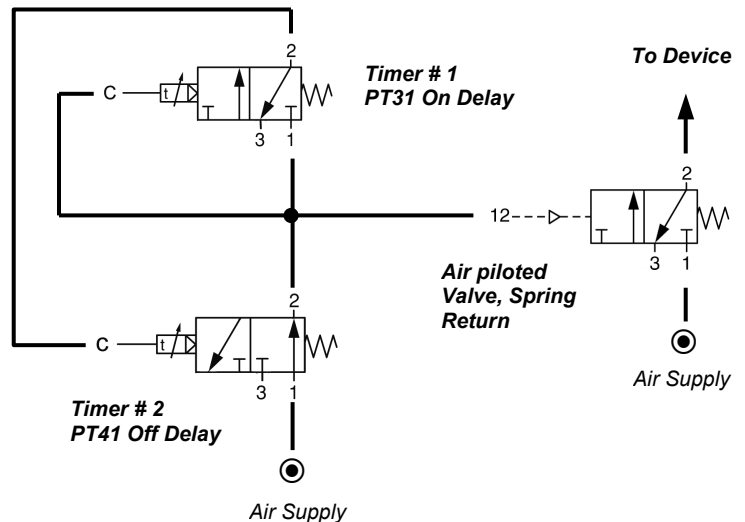 2
C
t
Timer # 1
PT31 On Delay
3
1
To Device
2
12
3
1
Air piloted
Valve, Spring
Return
Air Supply
2
C
t
3
1
Timer # 2
PT41 Off Delay
Air Supply